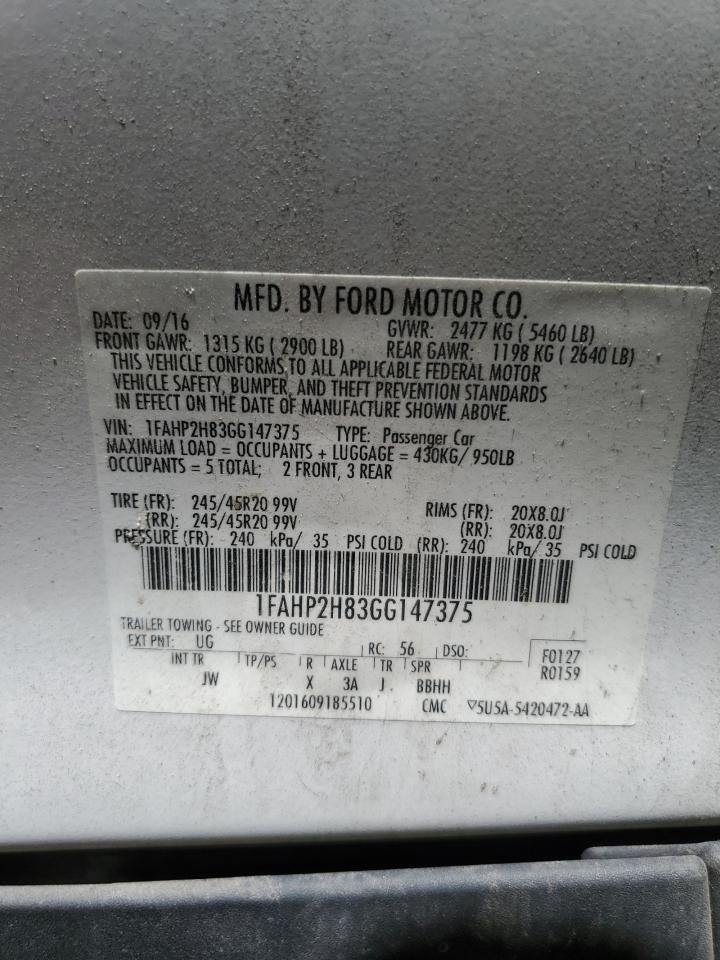 MFD. BY FORD MOTOR CO.
DATE: 09/16 GVWR: 2477 KG ( 5460 LB)
FRONT GAWR: 1315 KG ( 2900 LB) REAR GAWR: 1198 KG ( 2640 LB)
THIS VEHICLE CONFORMS TO ALL APPLICABLE FEDERAL MOTOR
VEHICLE SAFETY, BUMPER, AND THEFT PREVENTION STANDARDS
IN EFFECT ON THE DATE OF MANUFACTURE SHOWN ABOVE.
VIN: 1FAHP2H83GG147375 TYPE: Passenger Car
MAXIMUM LOAD = OCCUPANTS + LUGGAGE = 430KG/ 950LB
OCCUPANTS = 5 TOTAL; 2 FRONT, 3 REAR
TIRE (FR): 245/45R20 99V RIMS (FR): 20X8.0J
(RR): 245/45R20 99V (RR): 20X8.0J
PRESSURE (FR): 240 kPa/ 35 PSI COLD (RR): 240 kPa/ 35 PSI COLD
1FAHP2H83GG147375
TRAILER TOWING - SEE OWNER GUIDE
EXT PNT: UG RC: 56 DSO: F0127
INT TR TP/PS R AXLE TR SPR R0159
JW X 3A J BBHH
1201609185510 CMC ▽5U5A-5420472-AA